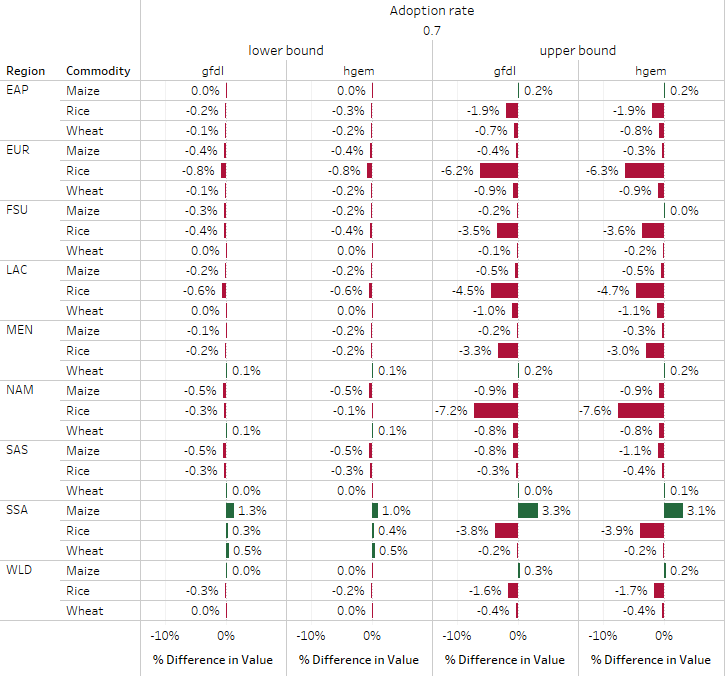 Adoption rate
0.7
lower bound upper bound
Region Commodity gfdl hgem gfdl hgem
EAP Maize 0.0% 0.0% 0.2% 0.2%
Rice -0.2% -0.3% -1.9% -1.9%
Wheat -0.1% -0.2% -0.7% -0.8%
EUR Maize -0.4% -0.4% -0.4% -0.3%
Rice -0.8% -0.8% -6.2% -6.3%
Wheat -0.1% -0.2% -0.9% -0.9%
FSU Maize -0.3% -0.2% -0.2% 0.0%
Rice -0.4% -0.4% -3.5% -3.6%
Wheat 0.0% 0.0% -0.1% -0.2%
LAC Maize -0.2% -0.2% -0.5% -0.5%
Rice -0.6% -0.6% -4.5% -4.7%
Wheat 0.0% 0.0% -1.0% -1.1%
MEN Maize -0.1% -0.2% -0.2% -0.3%
Rice -0.2% -0.2% -3.3% -3.0%
Wheat 0.1% 0.1% 0.2% 0.2%
NAM Maize -0.5% -0.5% -0.9% -0.9%
Rice -0.3% -0.1% -7.2% -7.6%
Wheat 0.1% 0.1% -0.8% -0.8%
SAS Maize -0.5% -0.5% -0.8% -1.1%
Rice -0.3% -0.3% -0.3% -0.4%
Wheat 0.0% 0.0% 0.0% 0.1%
SSA Maize 1.3% 1.0% 3.3% 3.1%
Rice 0.3% 0.4% -3.8% -3.9%
Wheat 0.5% 0.5% -0.2% -0.2%
WLD Maize 0.0% 0.0% 0.3% 0.2%
Rice -0.3% -0.2% -1.6% -1.7%
Wheat 0.0% 0.0% -0.4% -0.4%
-10% 0% -10% 0% -10% 0% -10% 0%
% Difference in Value % Difference in Value % Difference in Value % Difference in Value